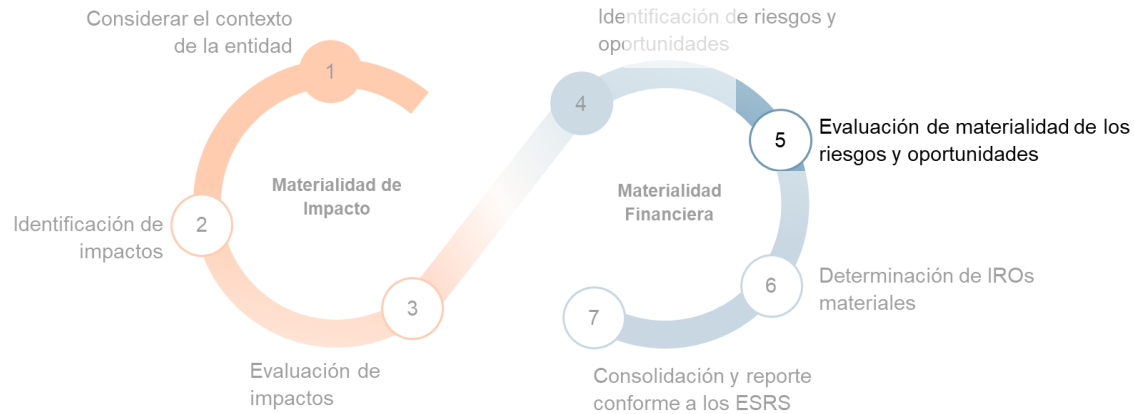 Considerar el contexto
de la entidad
1
Identificación de
impactos
2
Materialidad de
Impacto
3
Evaluación de
impactos
Identificación de riesgos y
oportunidades
4
5
Evaluación de materialidad de los
riesgos y oportunidades
Materialidad
Financiera
6
Determinación de IROs
materiales
7
Consolidación y reporte
conforme a los ESRS